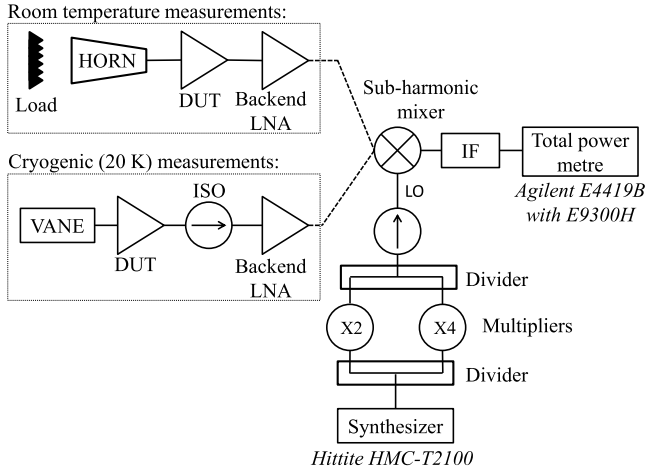 Room temperature measurements:
HORN
Load
DUT
Backend
LNA
Cryogenic (20 K) measurements:
ISO
VANE
DUT
Backend
LNA
Sub-harmonic
mixer
IF
Total power
metre
Agilent E4419B
with E9300H
LO
Divider
X2
X4
Multipliers
Divider
Synthesizer
Hittite HMC-T2100